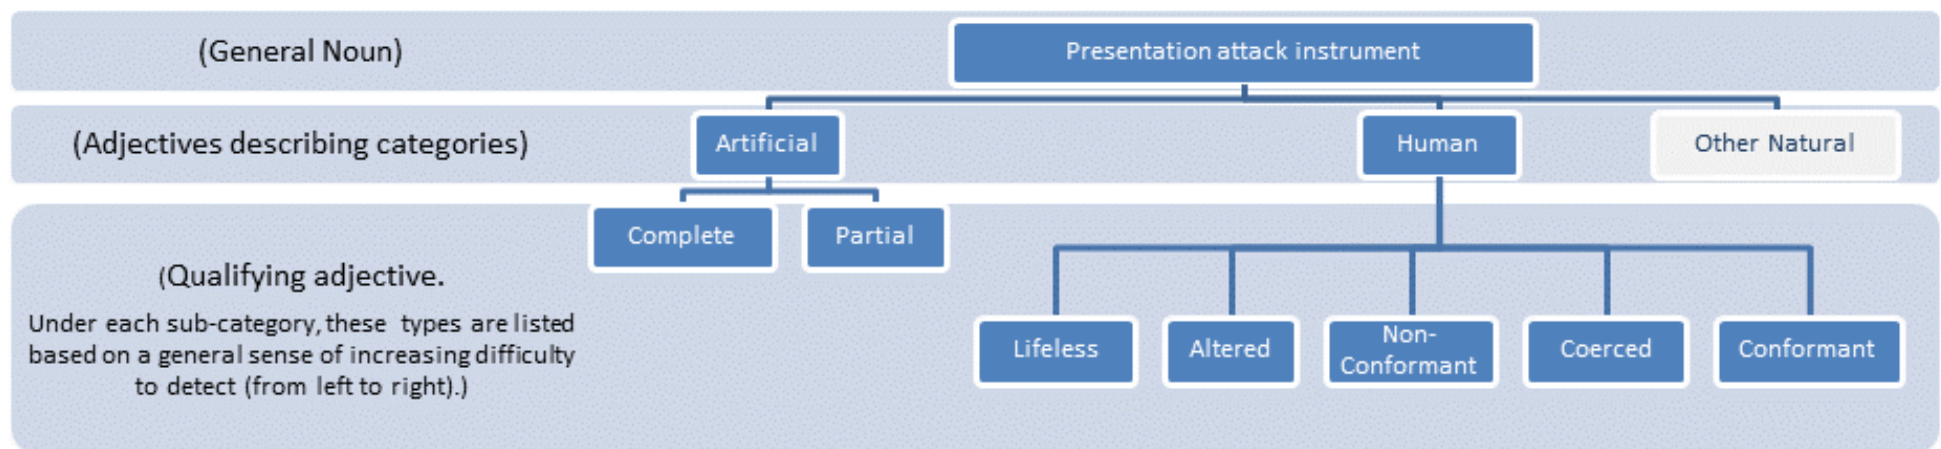 (General Noun)
Presentation attack instrument
(Adjectives describing categories)
Artificial
Human
Other Natural
Complete
Partial
(Qualifying adjective.
Under each sub-category, these types are listed
based on a general sense of increasing difficulty
to detect (from left to right).)
Lifeless
Altered
Non-
Conformant
Coerced
Conformant